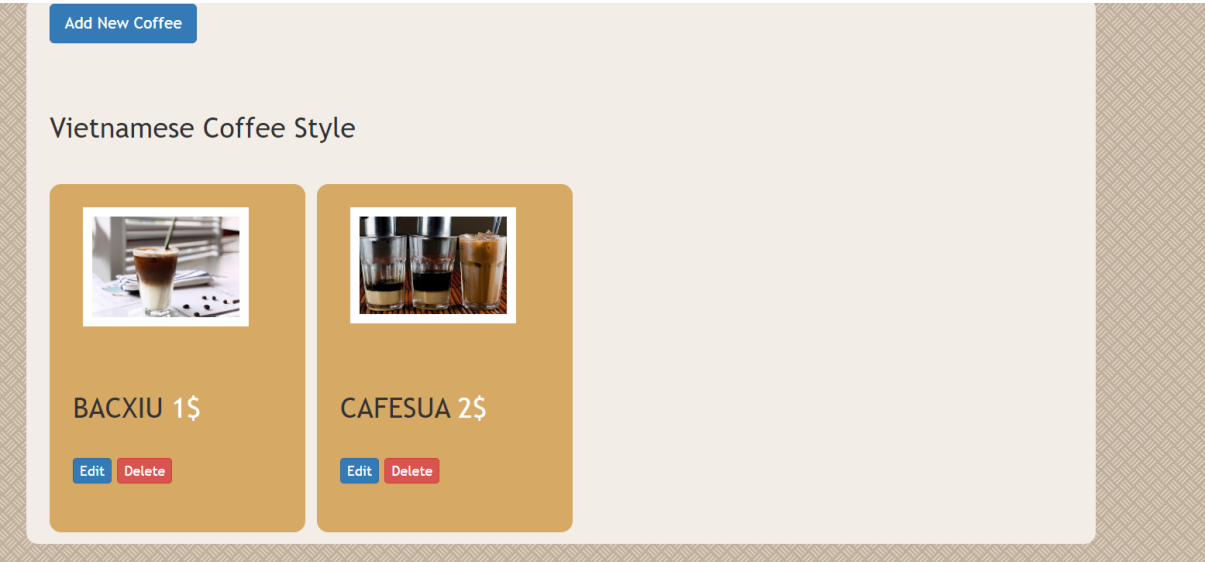 Add New Coffee
Vietnamese Coffee Style
BACXIU 1$
CAFESUA 2$
Edit Delete
Edit Delete